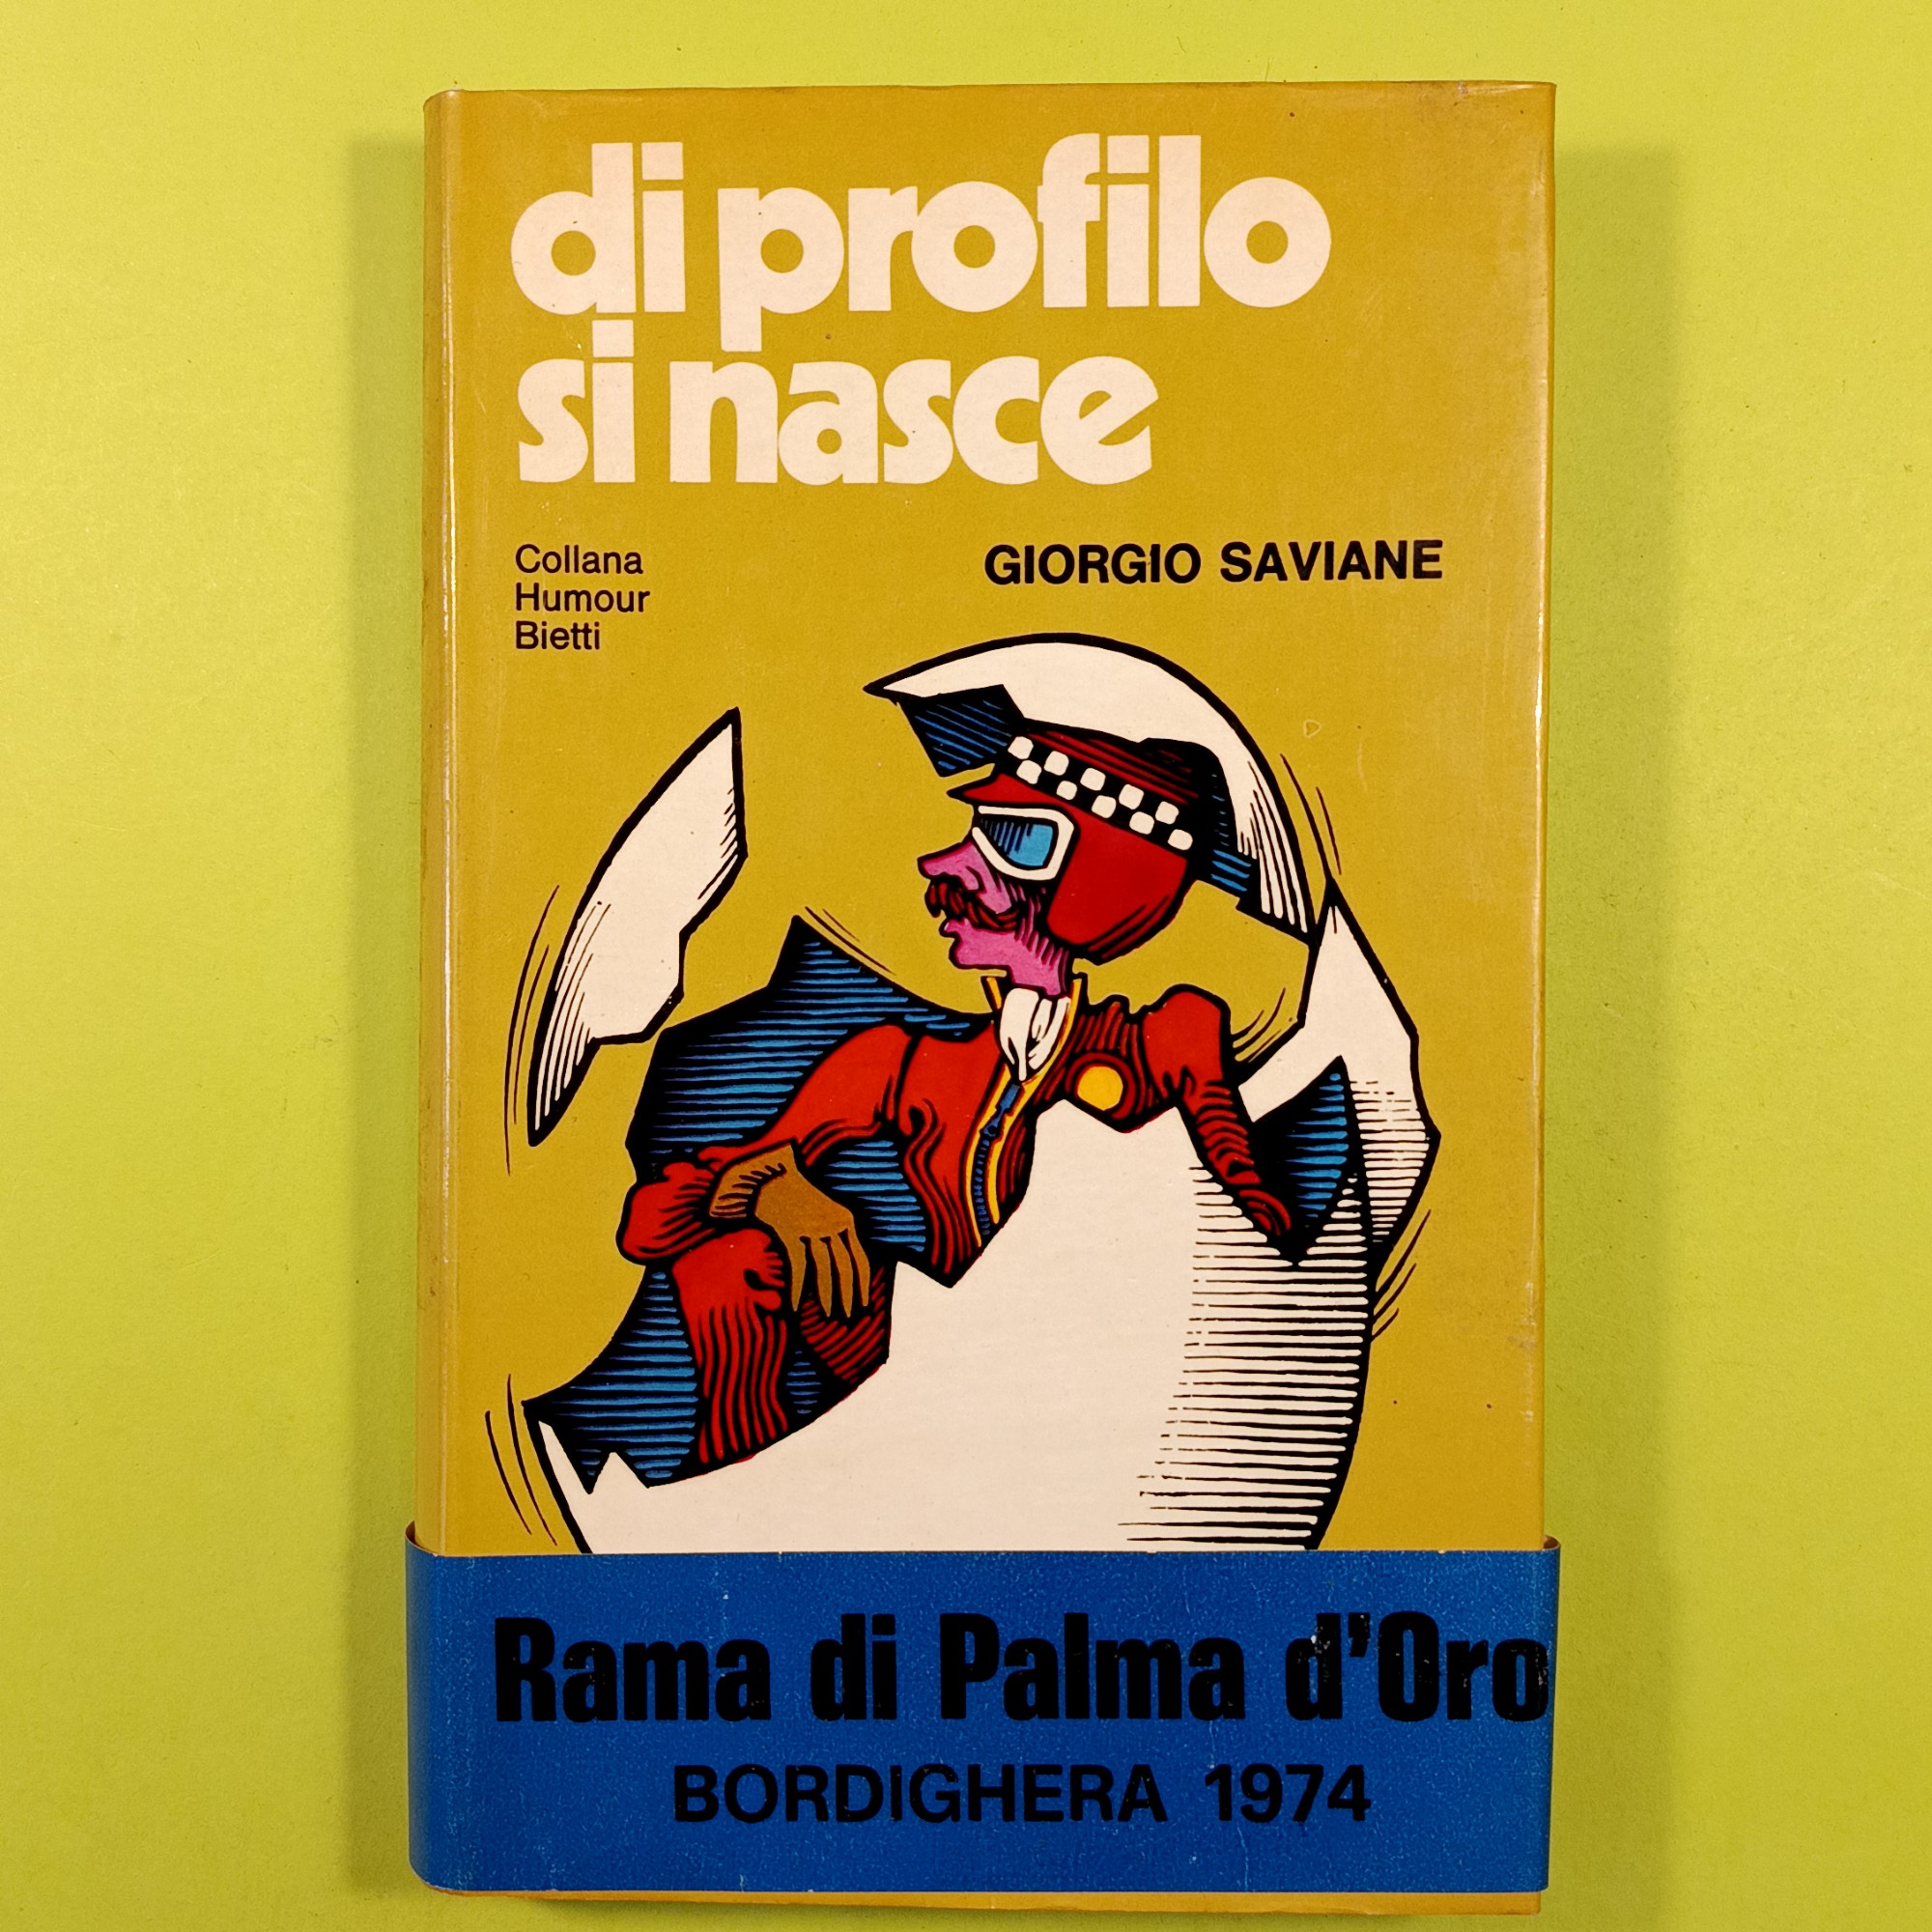 di profilo
si nasce
Collana
Humour
Bietti
GIORGIO SAVIANE
Rama di Palma d'Oro
BORDIGHERA 1974